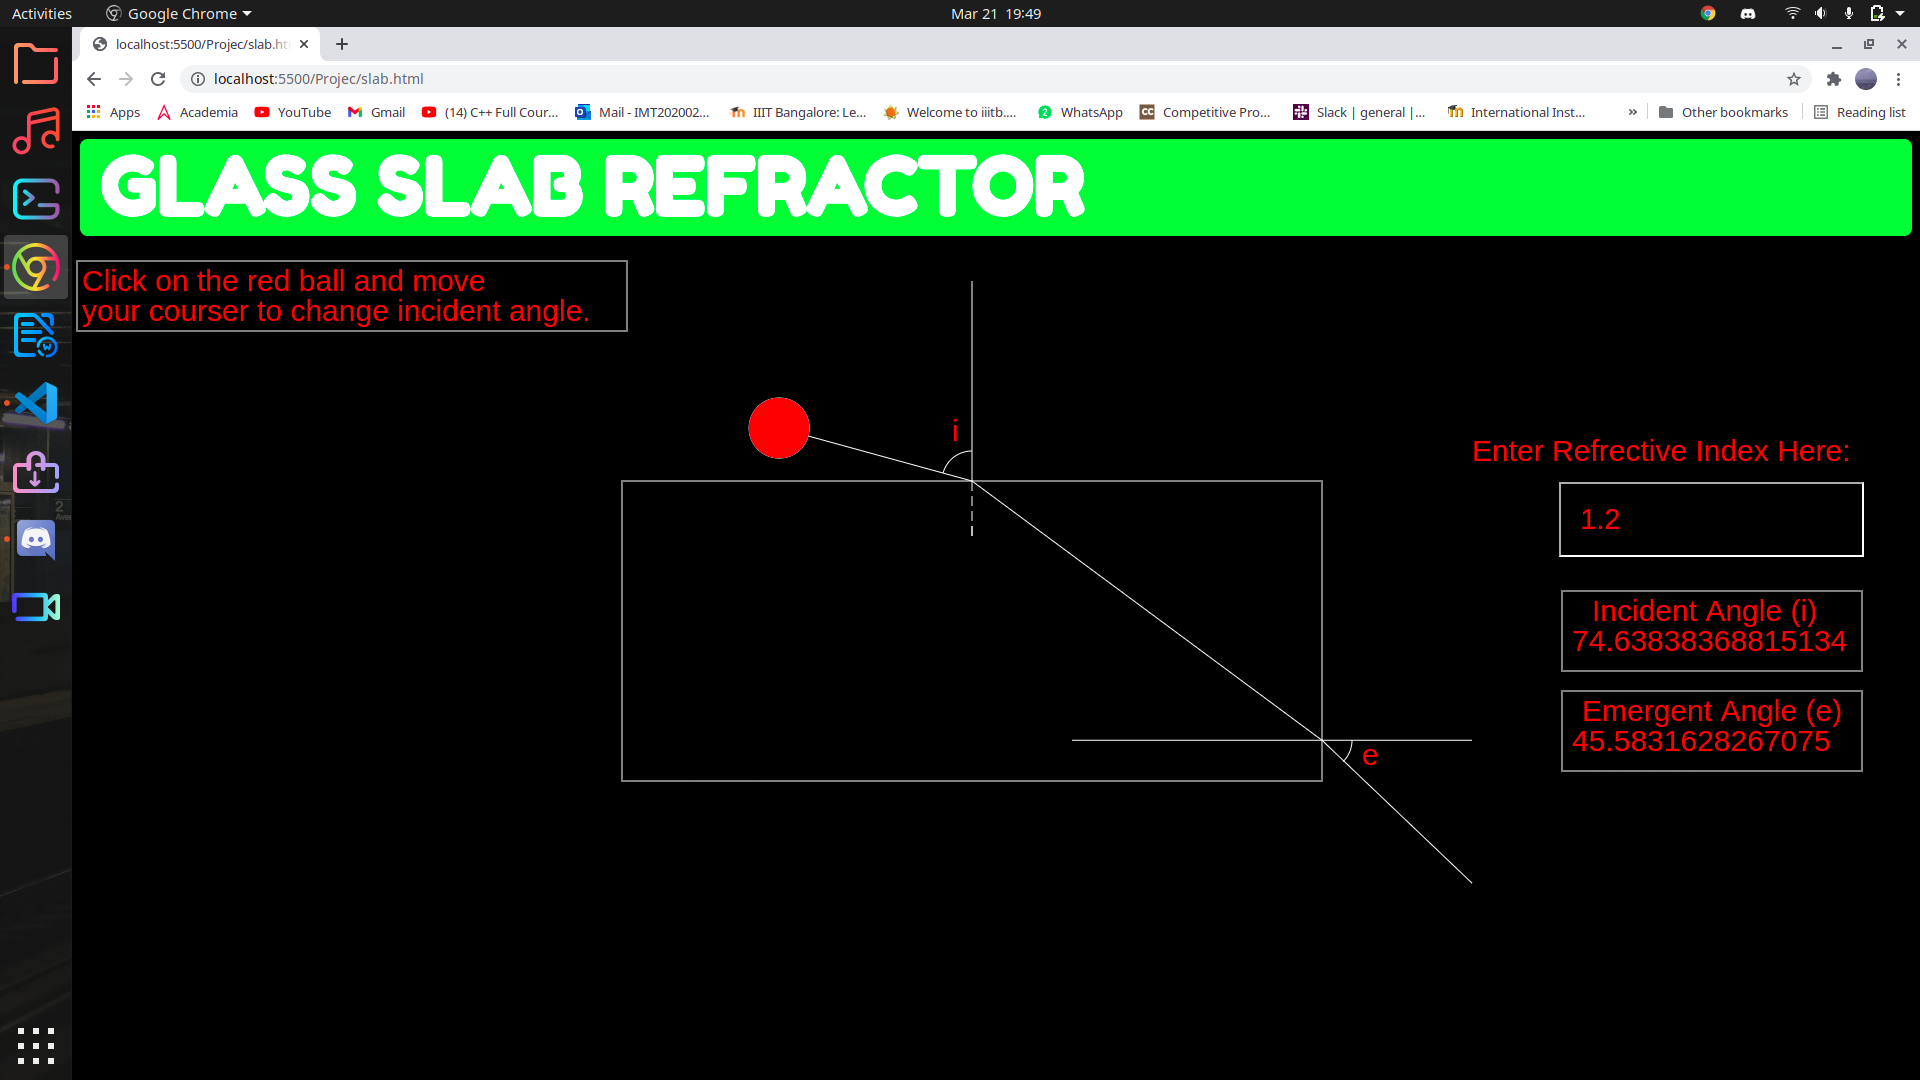 Activities
Google Chrome
Mar 21 19:49
localhost:5500/Projec/slab.ht
localhost:5500/Projec/slab.html
Apps
Academia
YouTube
Gmail
(14) C++ Full Cour...
Mail - IMT202002...
IIIT Bangalore: Le...
Welcome to iiitb....
2
WhatsApp
CC
Competitive Pro...
Slack | general |...
International Inst...
»
Other bookmarks
Reading list
GLASS SLAB REFRACTOR
Click on the red ball and move
your courser to change incident angle.
i
Enter Refrective Index Here:
1.2
Incident Angle (i)
74.63838368815134
Emergent Angle (e)
45.5831628267075
e